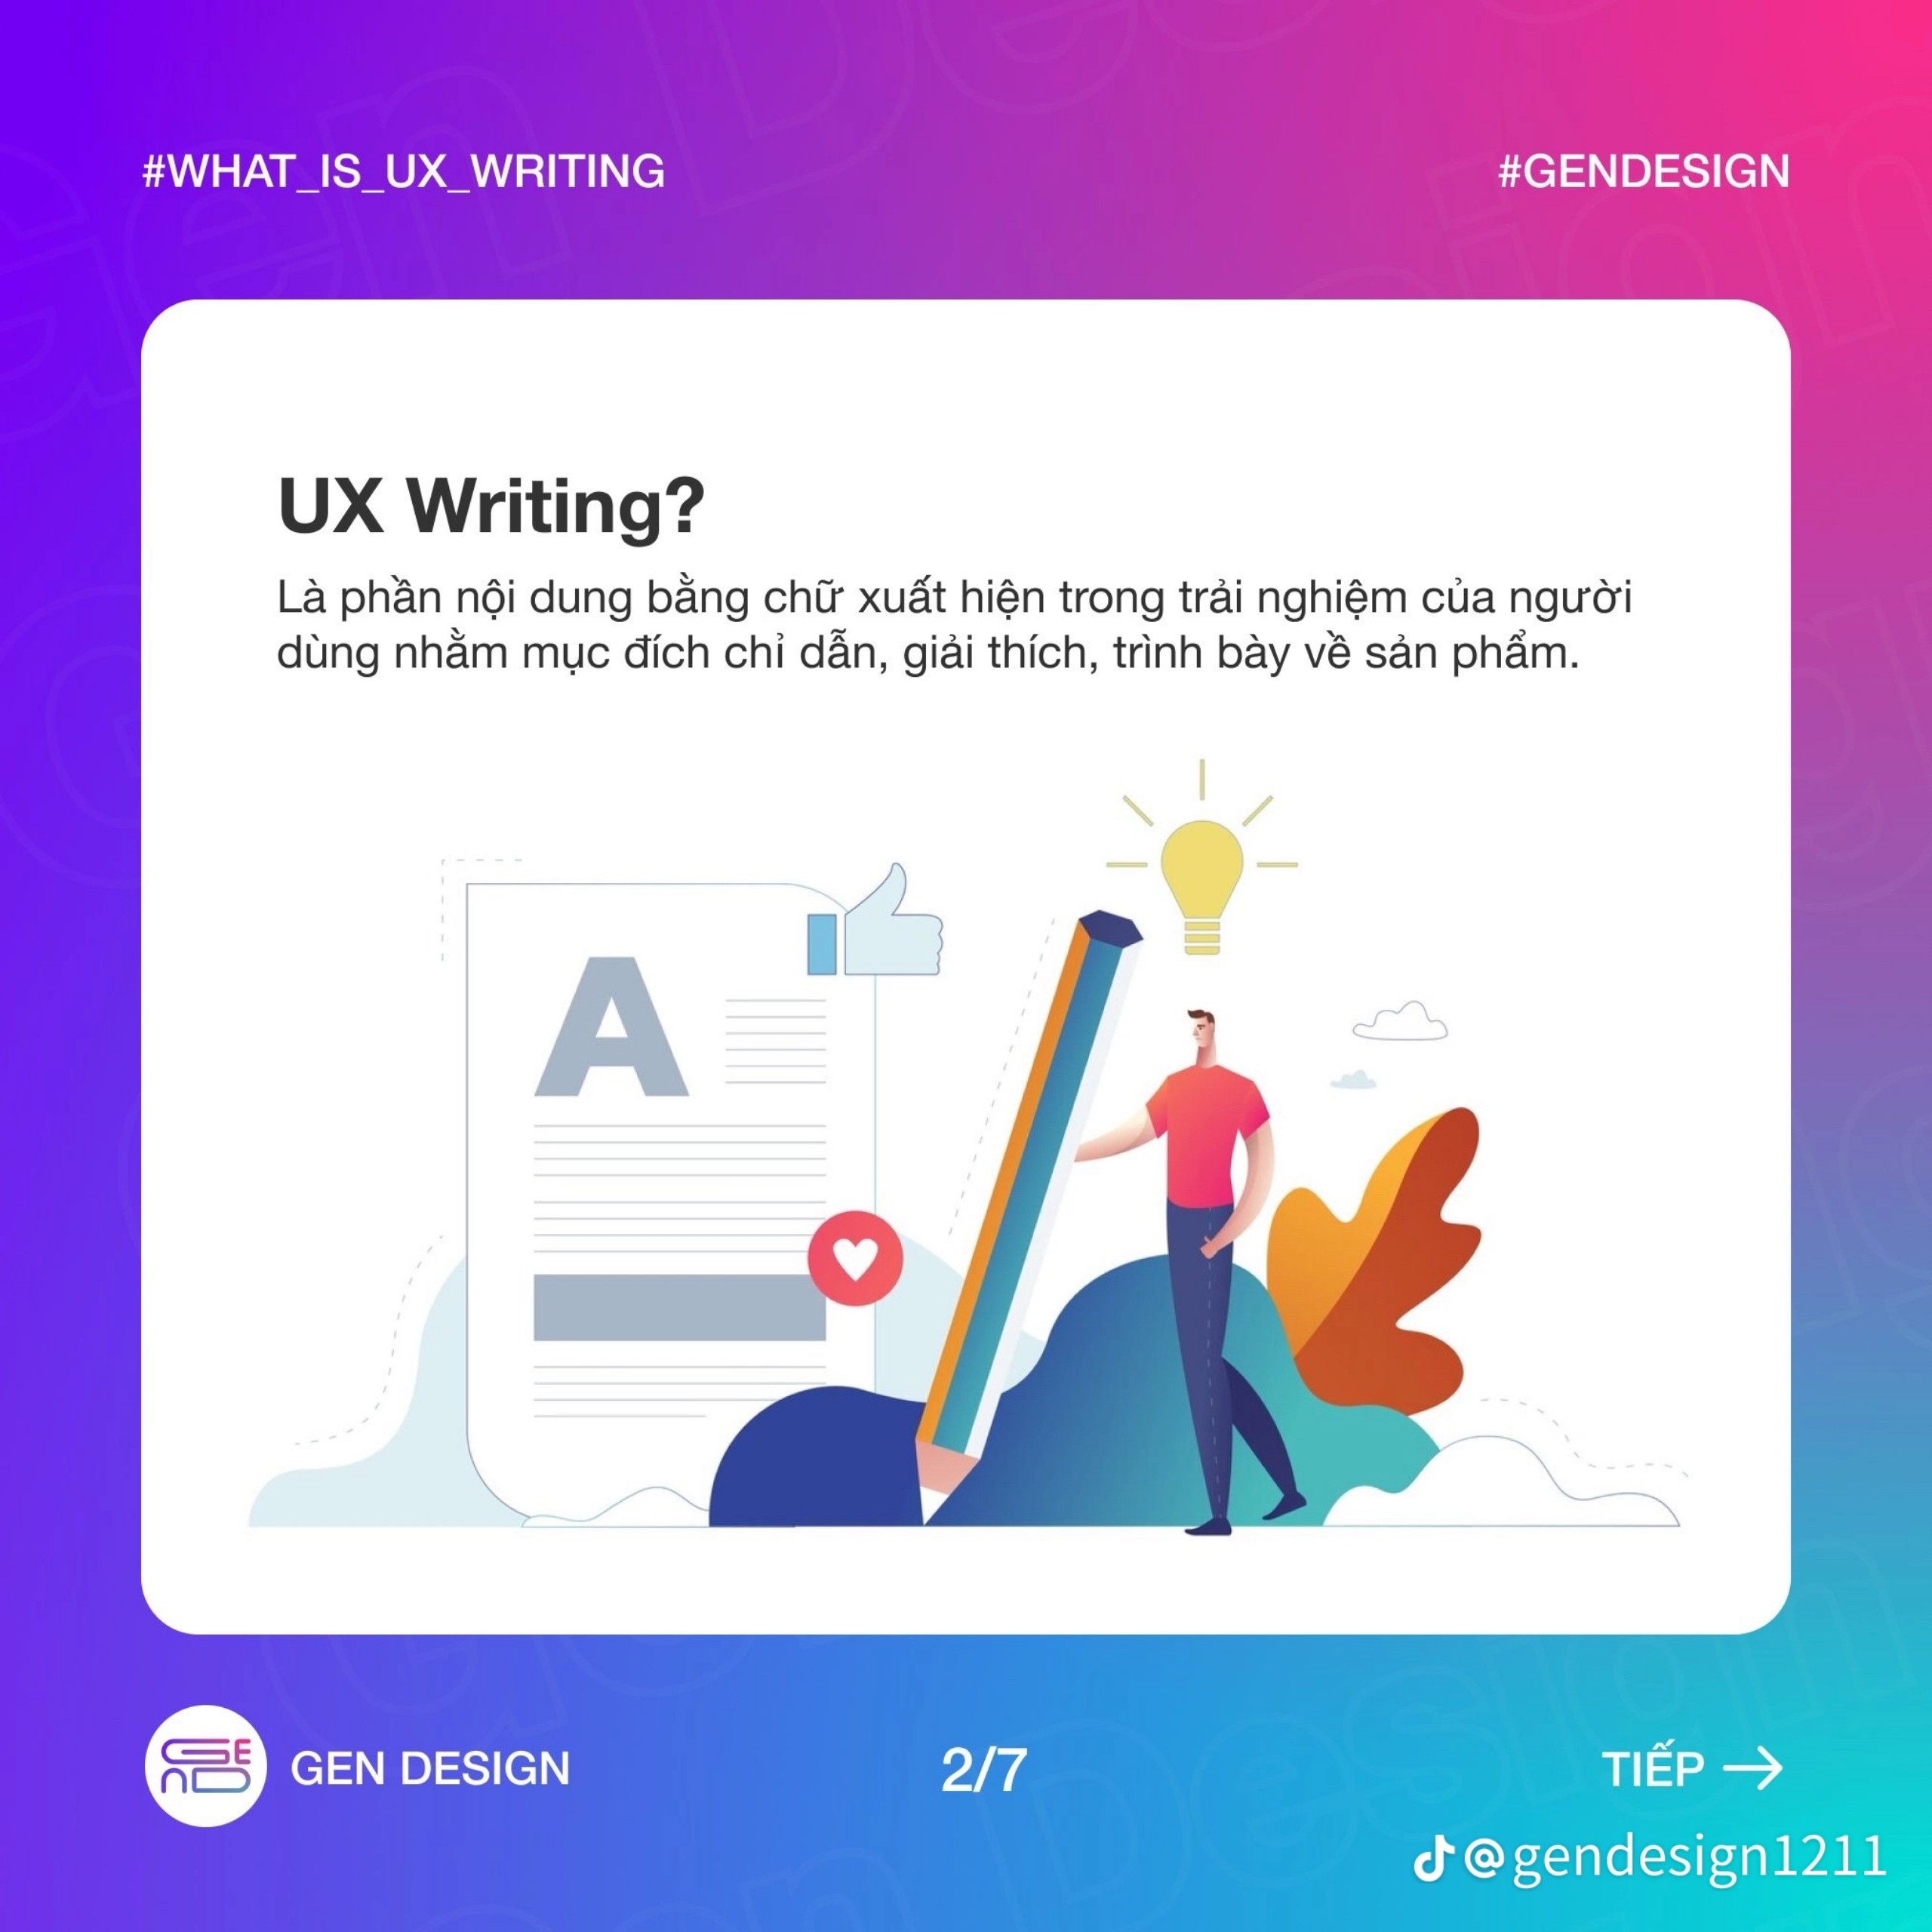 #WHAT_IS_UX_WRITING
#GENDESIGN
UX Writing?
Là phần nội dung bằng chữ xuất hiện trong trải nghiệm của người
dùng nhằm mục đích chỉ dẫn, giải thích, trình bày về sản phẩm.
A
GEN DESIGN
2/7
TIẾP →
@gendesign1211